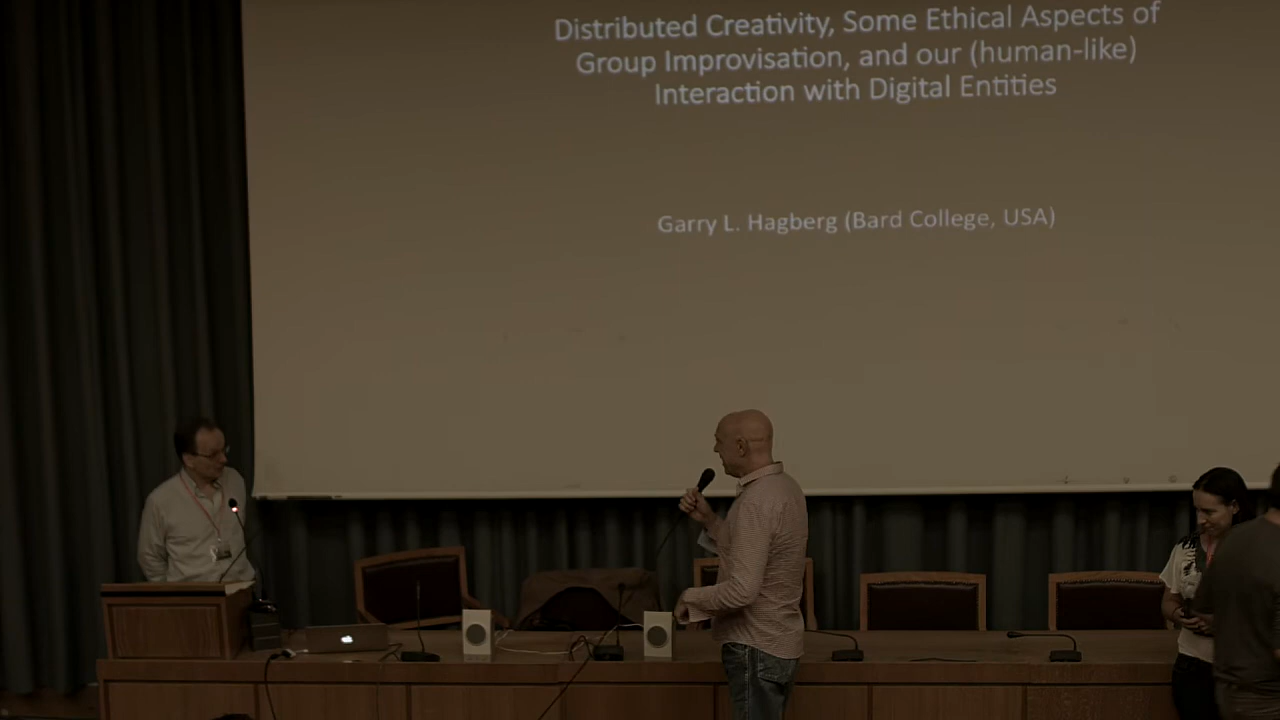 Distributed Creativity, Some Ethical Aspects of
Group Improvisation, and our (human-like)
Interaction with Digital Entities
Garry L. Hagberg (Bard College, USA)